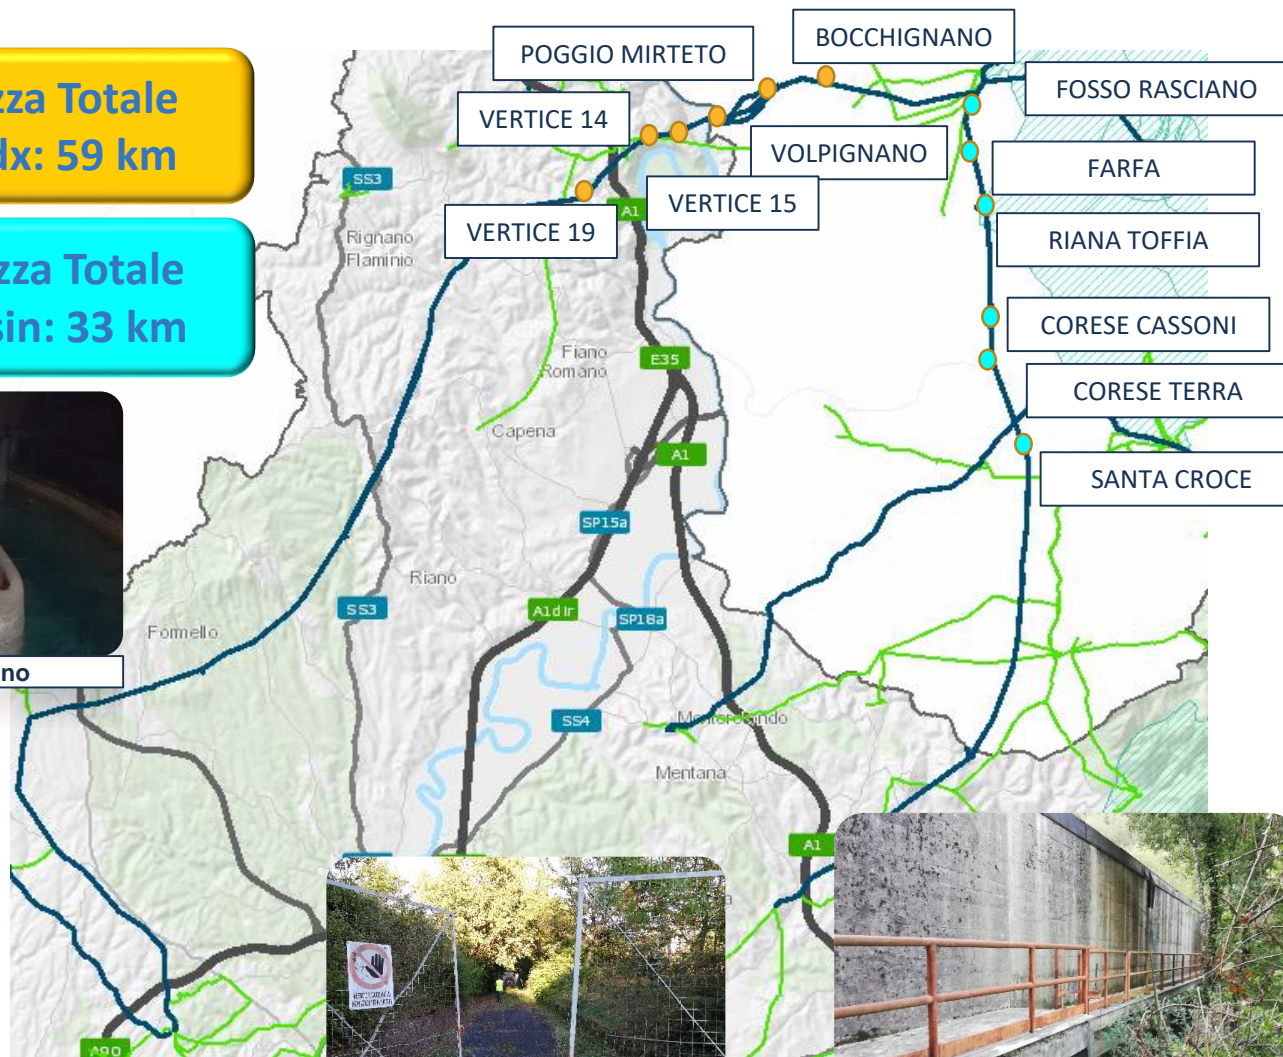 BOCCHIGNANO
POGGIO MIRTETO
FOSSO RASCIANO
zza Totale
dx: 59 km
VERTICE 14
VOLPIGNANO
FARFA
SS3
VERTICE 15
A1
VERTICE 19
RIANA TOFFIA
Rignano
Flaminio
zza Totale
sin: 33 km
CORESE CASSONI
Fiano
Romano
E35
CORESE TERRA
Capena
A1
SANTA CROCE
SP15a
Riano
SS3
A1dir
SP18a
Formello
no
SS4
Monterotondo
Mentana
A1
A90